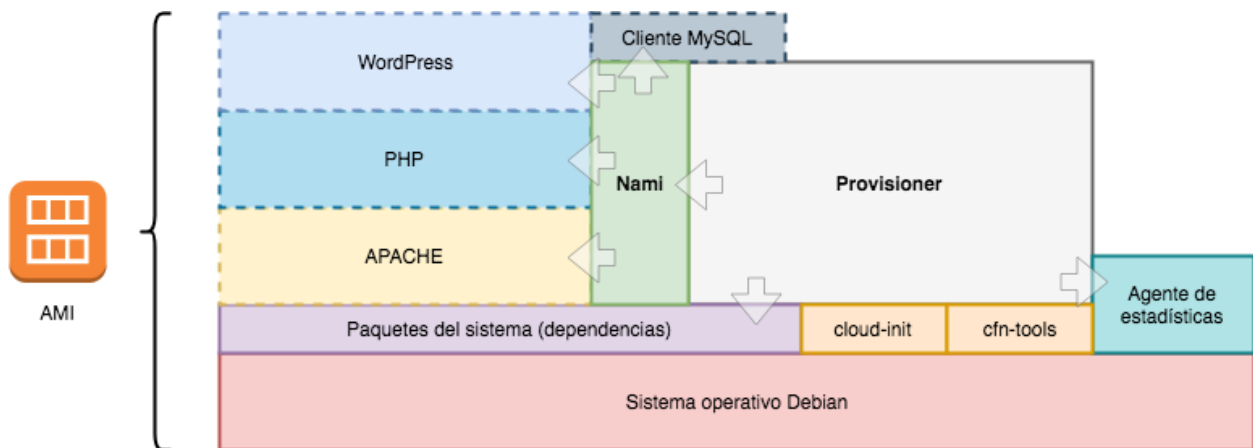 Cliente MySQL
WordPress
PHP
Nami
Provisioner
APACHE
AMI
Paquetes del sistema (dependencias)
cloud-init
cfn-tools
Agente de
estadísticas
Sistema operativo Debian